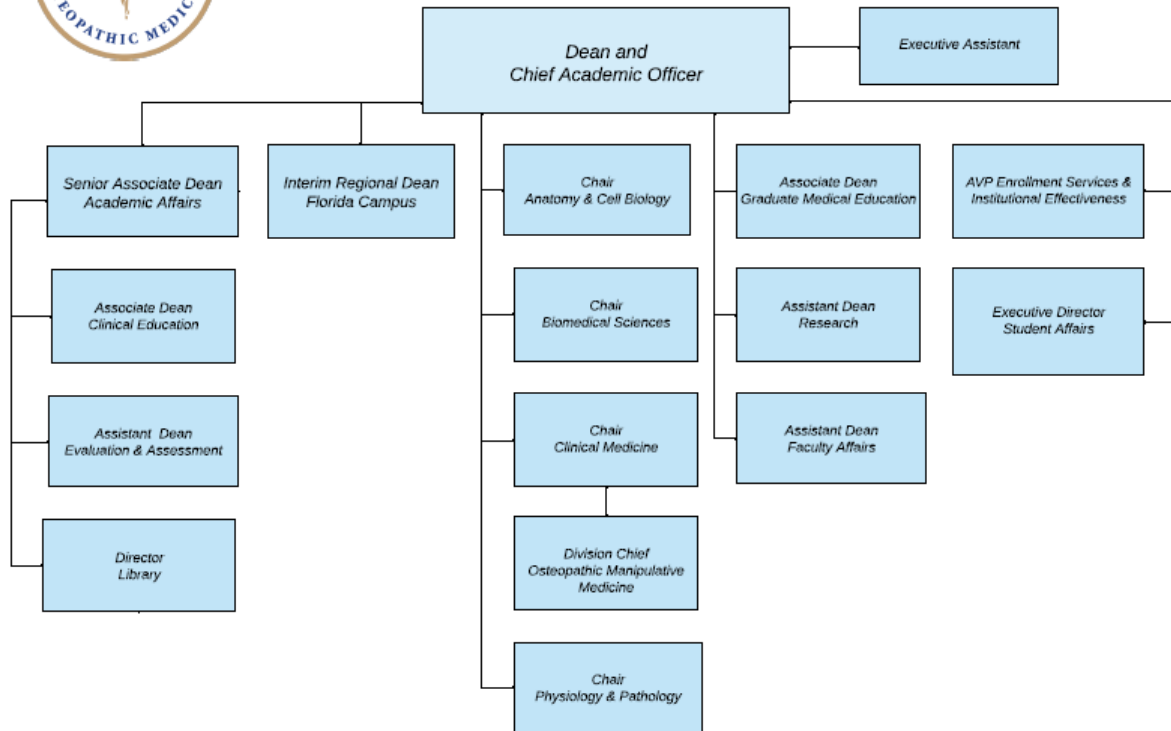 EOPATHIC MEDIC
Dean and
Chief Academic Officer
Executive Assistant
Senior Associate Dean
Academic Affairs
Interim Regional Dean
Florida Campus
Chair
Anatomy & Cell Biology
Associate Dean
Graduate Medical Education
AVP Enrollment Services &
Institutional Effectiveness
Associate Dean
Clinical Education
Chair
Biomedical Sciences
Assistant Dean
Research
Executive Director
Student Affairs
Assistant  Dean
Evaluation & Assessment
Chair
Clinical Medicine
Assistant Dean
Faculty Affairs
Director
Library
Division Chief
Osteopathic Manipulative
Medicine
Chair
Physiology & Pathology